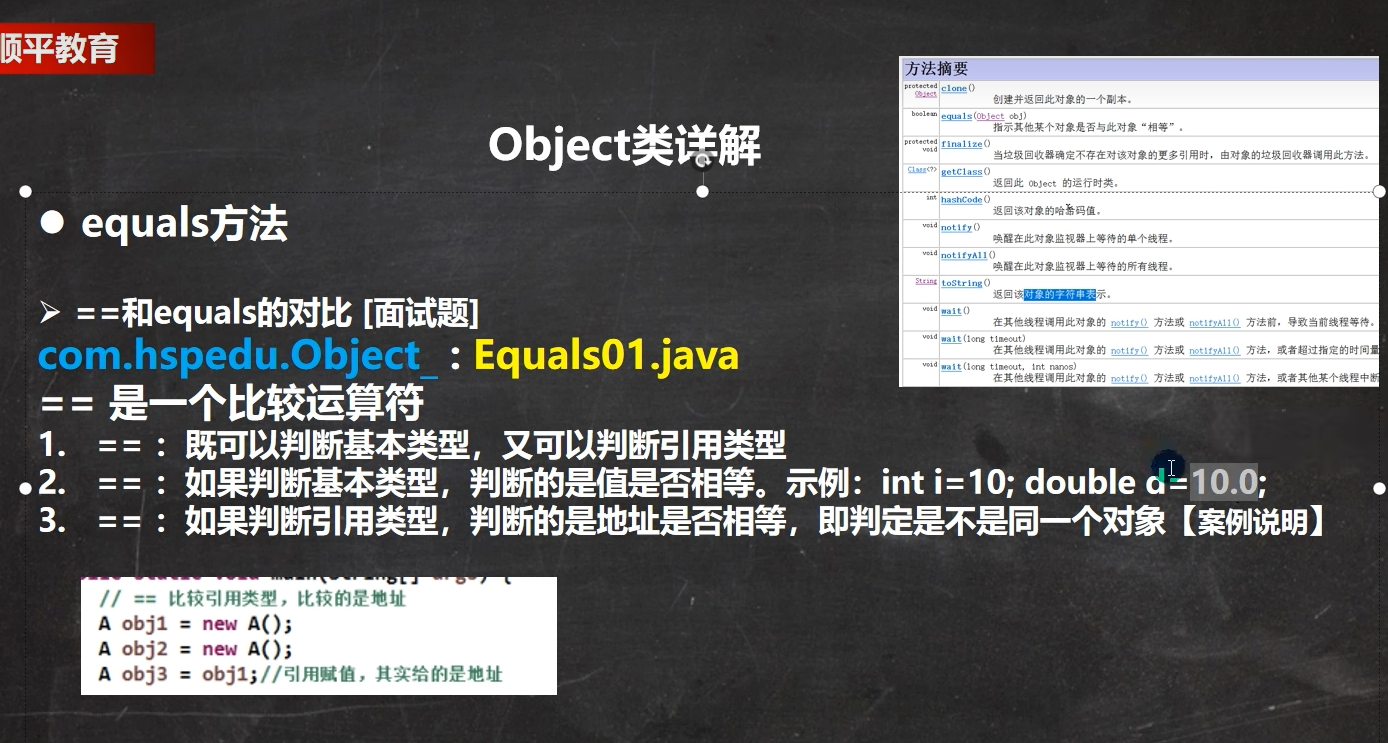 顺平教育
Object类详解
方法摘要
protected Object clone()
创建并返回此对象的一个副本。
boolean equals(Object obj)
指示其他某个对象是否与此对象“相等”。
protected void finalize()
当垃圾回收器确定不存在对该对象的更多引用时，由对象的垃圾回收器调用此方法。
Class<?> getClass()
返回此 Object 的运行时类。
int hashCode()
返回该对象的哈希码值。
void notify()
唤醒在此对象监视器上等待的单个线程。
void notifyAll()
唤醒在此对象监视器上等待的所有线程。
String toString()
返回该对象的字符串表示。
void wait()
在其他线程调用此对象的 notify() 方法或 notifyAll() 方法前，导致当前线程等待。
void wait(long timeout)
在其他线程调用此对象的 notify() 方法或 notifyAll() 方法，或者超过指定的时间量
void wait(long timeout, int nanos)
在其他线程调用此对象的 notify() 方法或 notifyAll() 方法，或者其他某个线程中断
● equals方法
➢ ==和equals的对比 [面试题]
com.hspedu.Object_ : Equals01.java
== 是一个比较运算符
1. == ：既可以判断基本类型，又可以判断引用类型
2. == ：如果判断基本类型，判断的是值是否相等。示例：int i=10; double d=10.0;
3. == ：如果判断引用类型，判断的是地址是否相等，即判定是不是同一个对象【案例说明】
// == 比较引用类型，比较的是地址
A obj1 = new A();
A obj2 = new A();
A obj3 = obj1;//引用赋值，其实给的是地址